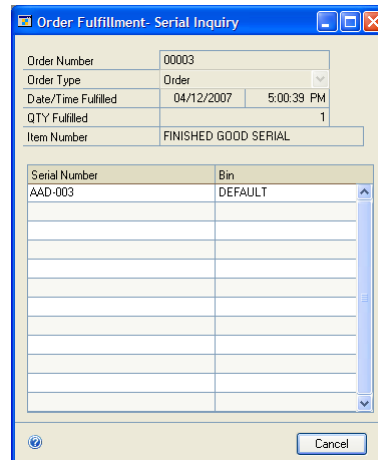 Order Fulfillment- Serial Inquiry
Order Number 00003
Order Type Order
Date/Time Fulfilled 04/12/2007 5:00:39 PM
QTY Fulfilled 1
Item Number FINISHED GOOD SERIAL
Serial Number Bin
AAD-003 DEFAULT
Cancel